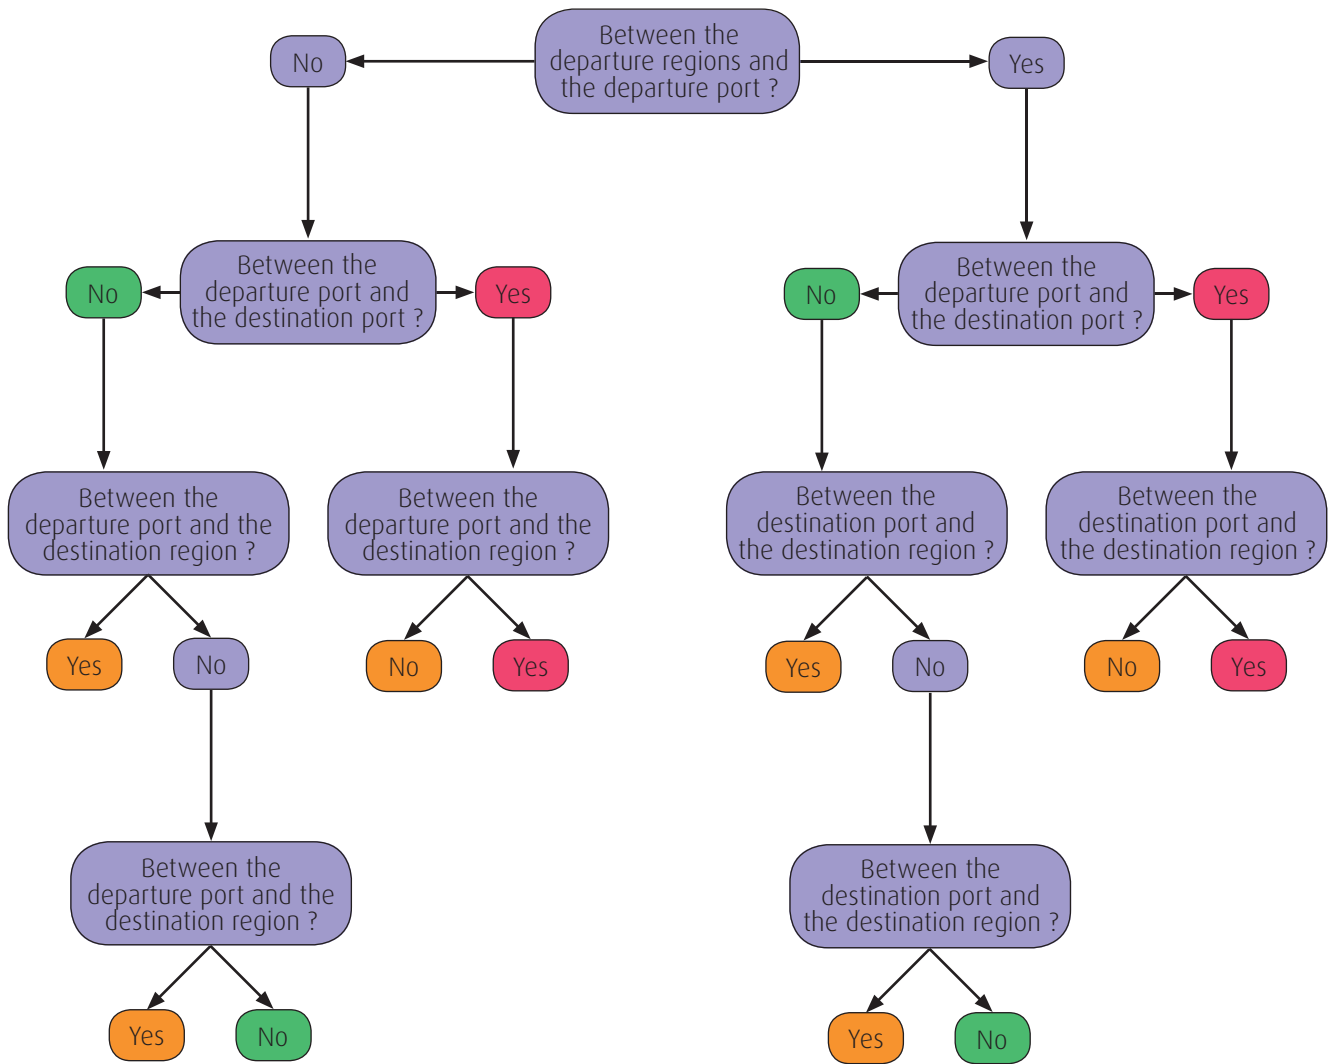 Between the
departure regions and
the departure port ?
No
Yes
Between the
departure port and
the destination port ?
No
Yes
Between the
departure port and
the destination port ?
No
Yes
Between the
departure port and the
destination region ?
Between the
departure port and the
destination region ?
Between the
destination port and
the destination region ?
Between the
destination port and
the destination region ?
Yes
No
No
Yes
Yes
No
No
Yes
Between the
departure port and the
destination region ?
Between the
destination port and
the destination region ?
Yes
No
Yes
No